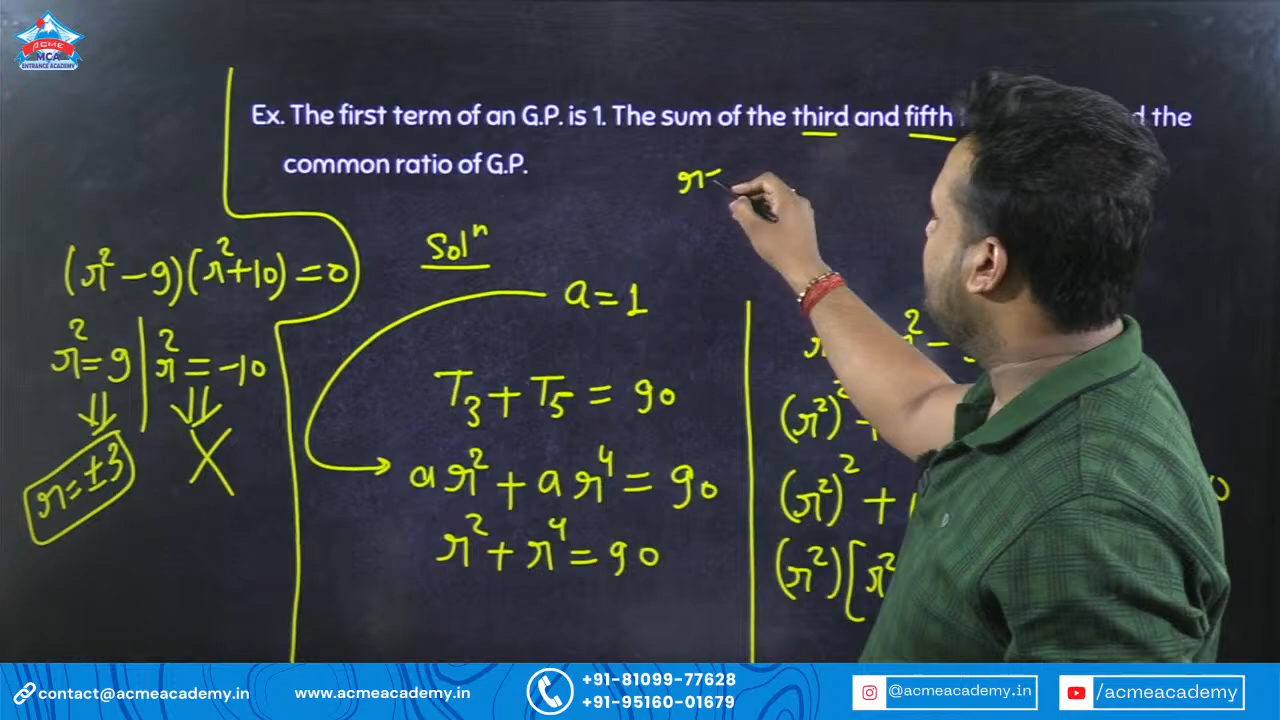 ACME
MCA
ENTRANCE ACADEMY
Ex. The first term of an G.P. is 1. The sum of the third and fifth the
common ratio of G.P.
r
(r² - 9)(r² + 10) = 0
r² = 9 | r² = -10
⇓ ⇓
r = ±3 X
Solⁿ
a = 1
T₃ + T₅ = 90
ar² + ar⁴ = 90
r² + r⁴ = 90
(r²)²
(r²)² +
(r²)[r²
contact@acmeacademy.in
www.acmeacademy.in
+91-81099-77628
+91-95160-01679
@acmeacademy.in
/acmeacademy